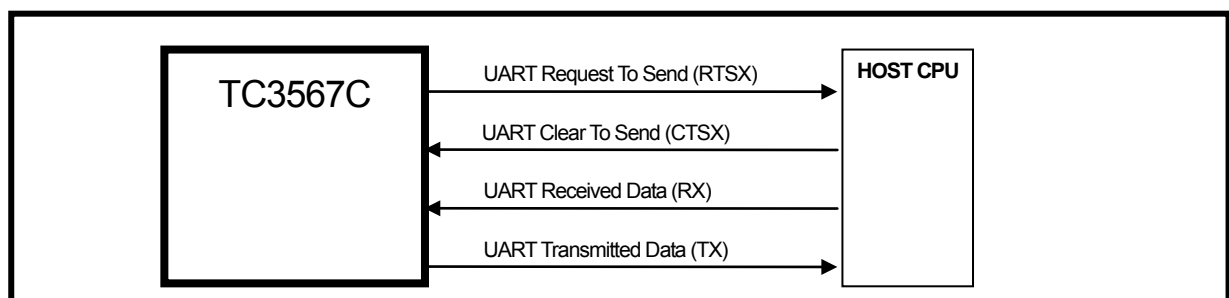 TC3567C
UART Request To Send (RTSX)
HOST CPU
UART Clear To Send (CTSX)
UART Received Data (RX)
UART Transmitted Data (TX)